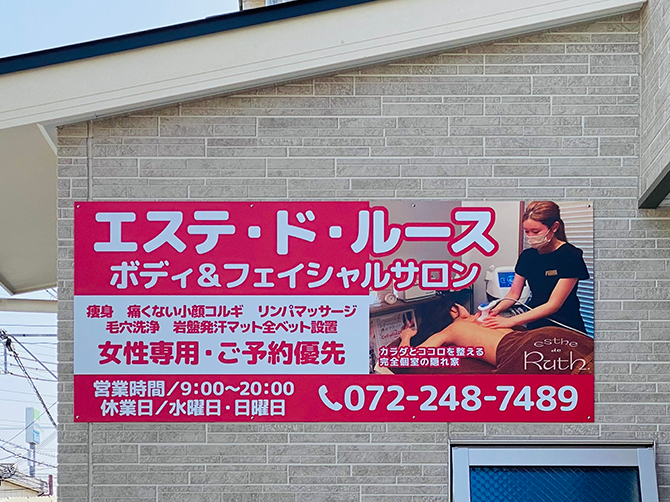 エステ・ド・ルース
ボディ&フェイシャルサロン
痩身 痛くない小顔コルギ リンパマッサージ
毛穴洗浄 岩盤発汗マット全ベット設置
女性専用・ご予約優先
カラダとココロを整える
完全個室の隠れ家
esthe
de
Ruth.
営業時間/9:00〜20:00
休業日/水曜日・日曜日
072-248-7489